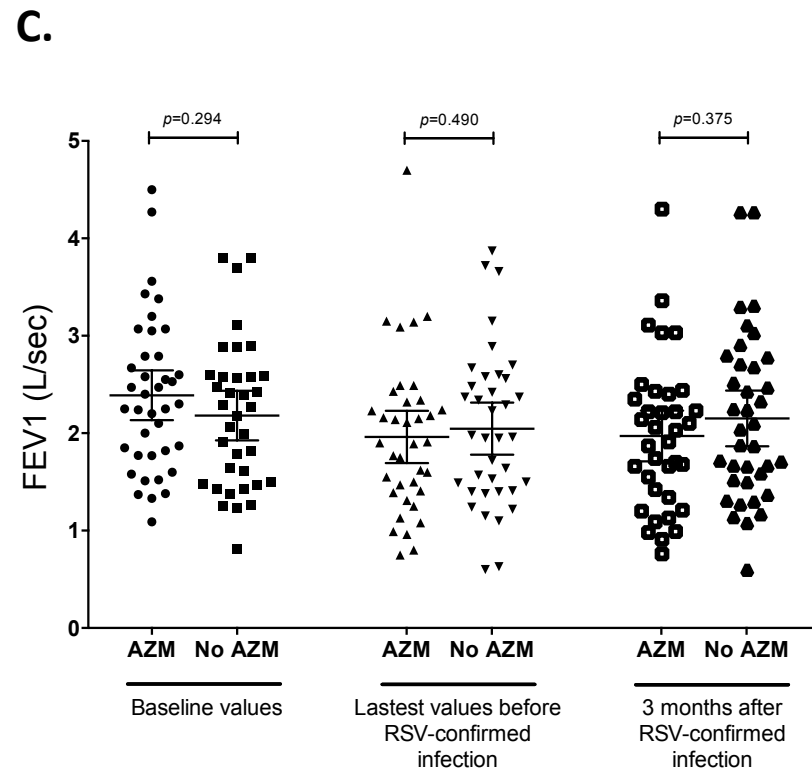 C.
p=0.294
p=0.490
p=0.375
5
4
3
2
1
0
FEV1 (L/sec)
AZM No AZM
AZM No AZM
AZM No AZM
Baseline values
Lastest values before
RSV-confirmed
infection
3 months after
RSV-confirmed
infection